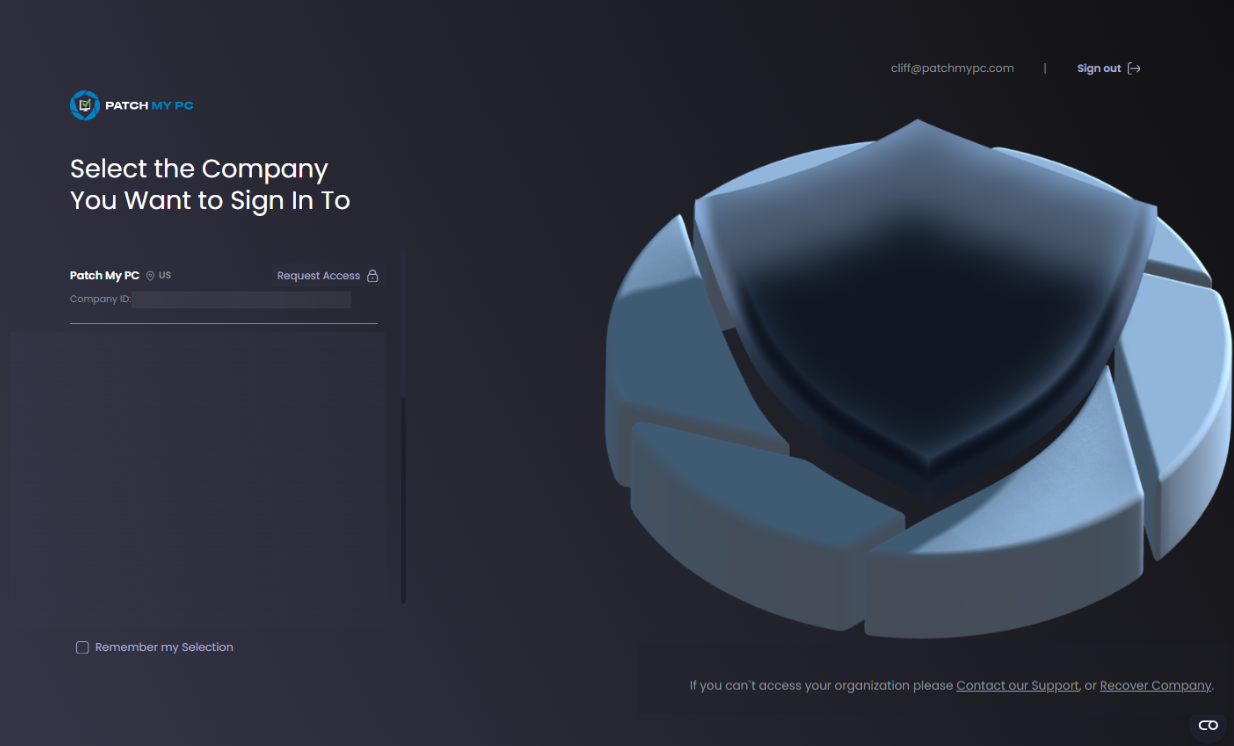 cliff@patchmypc.com | Sign out
PATCH MY PC
Select the Company
You Want to Sign In To
Patch My PC US Request Access
Company ID:
Remember my Selection
If you can`t access your organization please Contact our Support, or Recover Company.